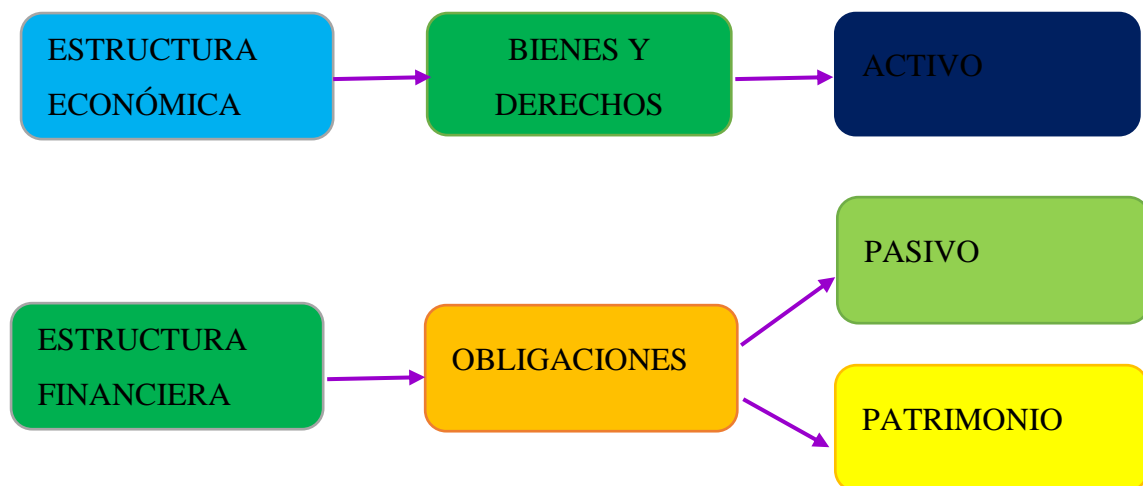 ESTRUCTURA
ECONÓMICA
BIENES Y
DERECHOS
ACTIVO
PASIVO
ESTRUCTURA
FINANCIERA
OBLIGACIONES
PATRIMONIO